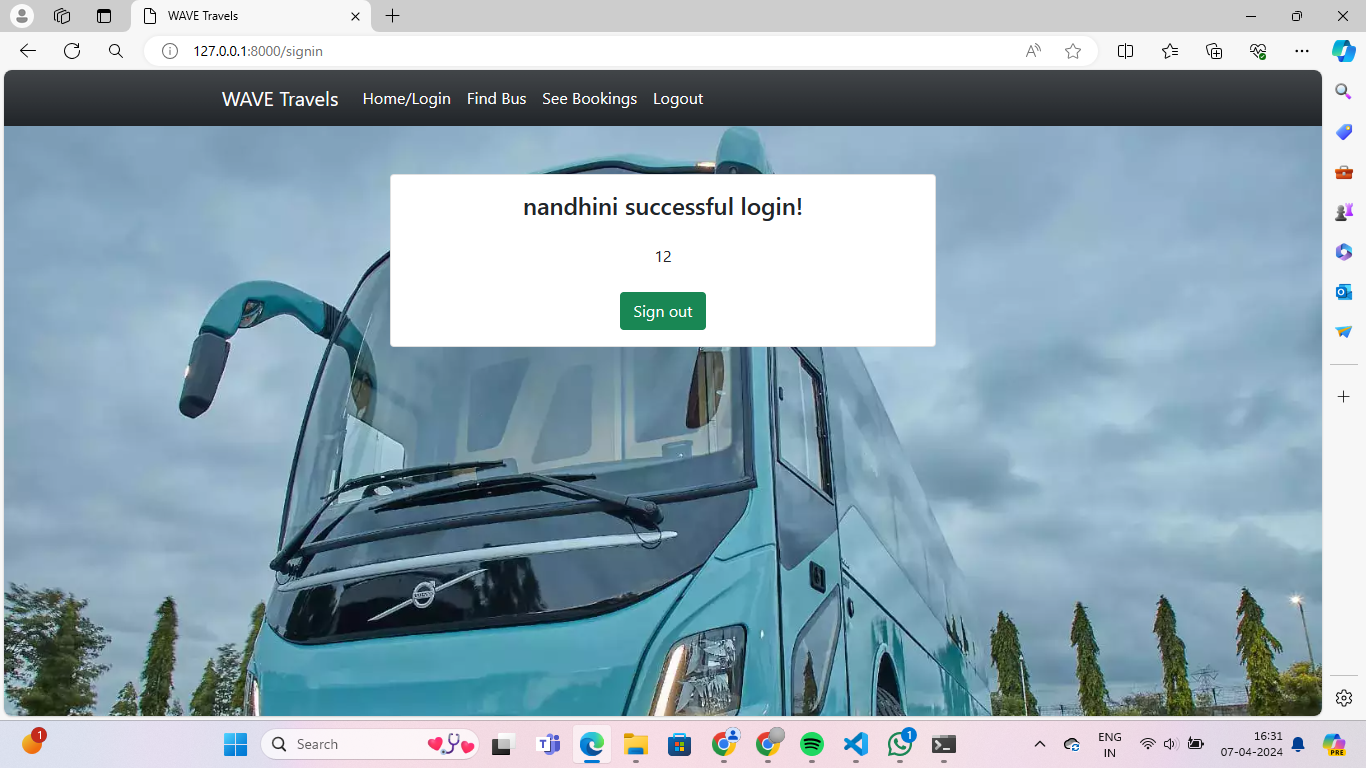 WAVE Travels
127.0.0.1:8000/signin
WAVE Travels Home/Login Find Bus See Bookings Logout
nandhini successful login!
12
Sign out
1
Search
1
ENG
IN
16:31
07-04-2024
PRE